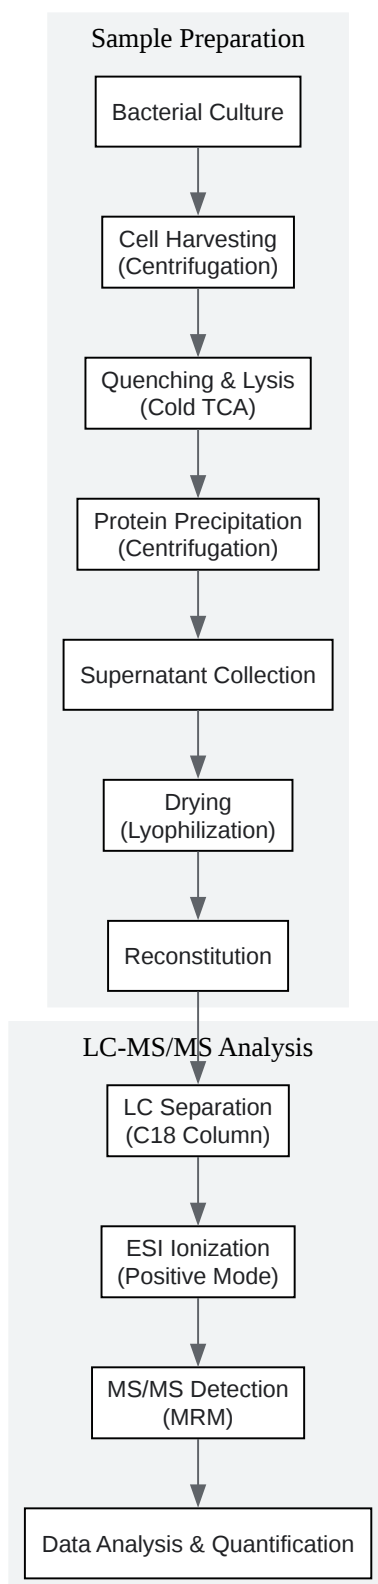 Sample Preparation
Bacterial Culture
Cell Harvesting
(Centrifugation)
Quenching & Lysis
(Cold TCA)
Protein Precipitation
(Centrifugation)
Supernatant Collection
Drying
(Lyophilization)
Reconstitution
LC-MS/MS Analysis
LC Separation
(C18 Column)
ESI Ionization
(Positive Mode)
MS/MS Detection
(MRM)
Data Analysis & Quantification